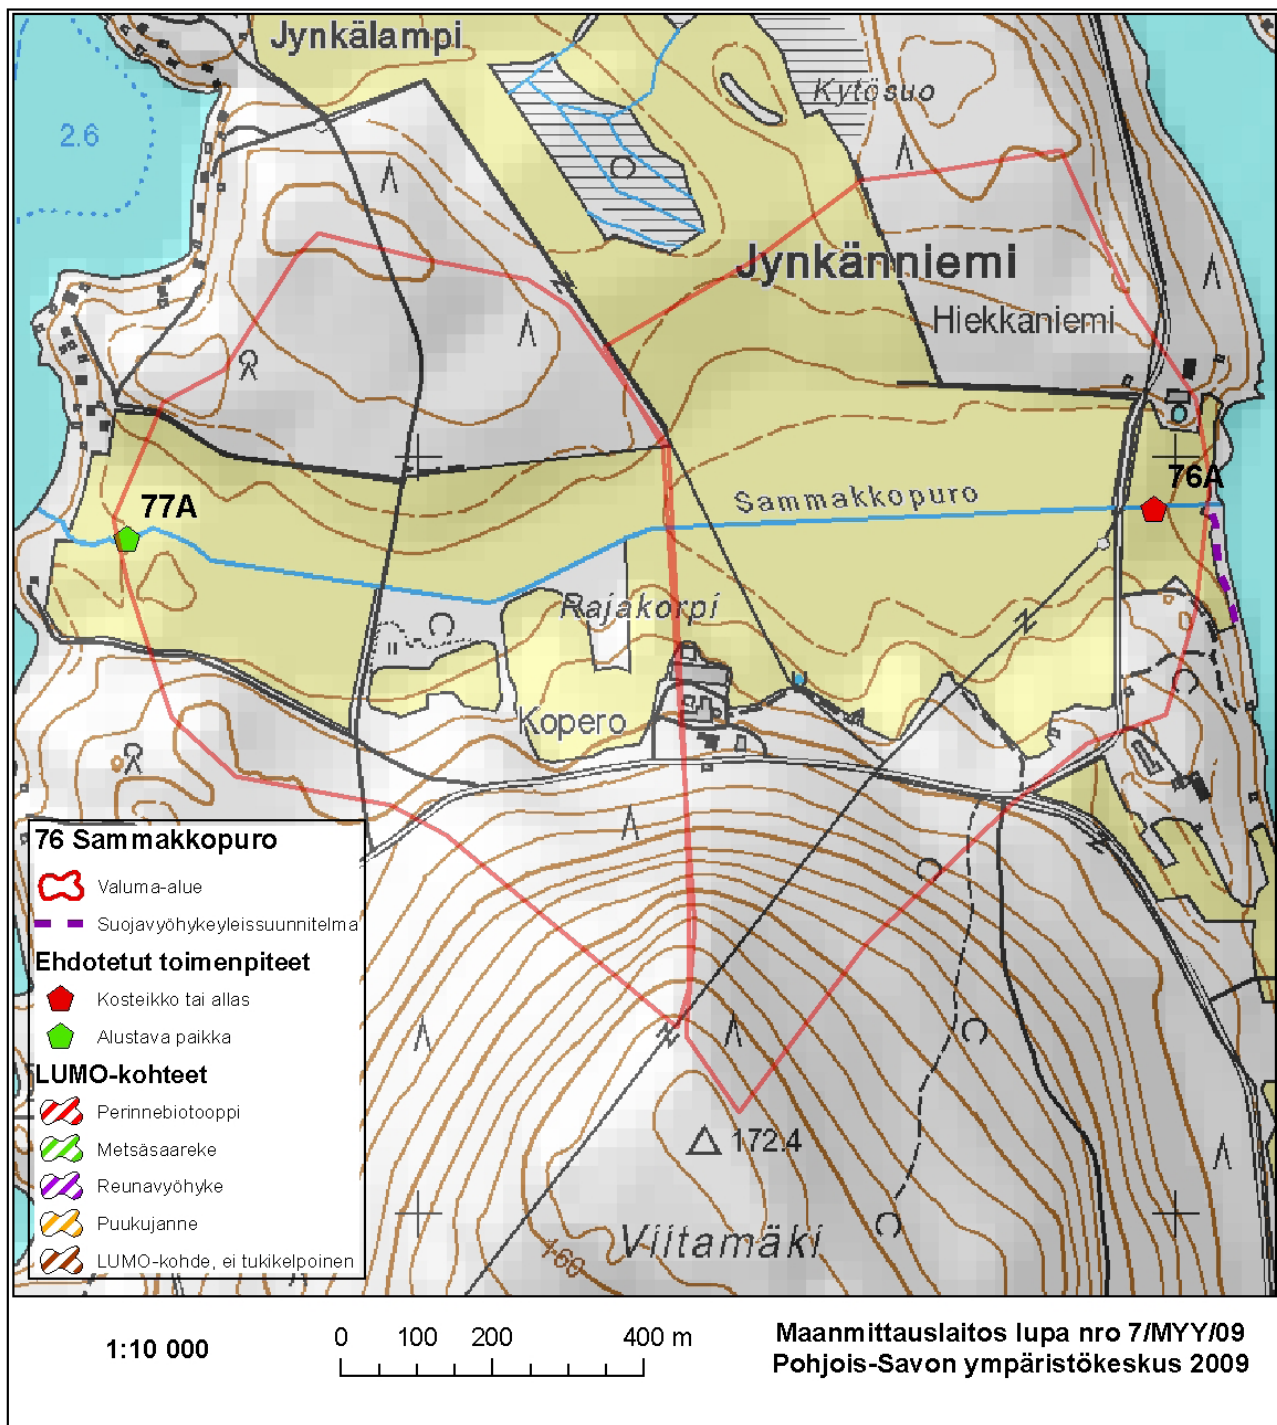 Jynkälampi
Kytösuo
2.6
Jynkänniemi
Hiekkaniemi
76A
77A
Sammakkopuro
Rajakorpi
Kopero
76 Sammakkopuro
Valuma-alue
Suojavyöhykeyleissuunnitelma
Ehdotetut toimenpiteet
Kosteikko tai allas
Alustava paikka
LUMO-kohteet
Perinnebiotooppi
Metsäsaareke
Reunavyöhyke
Puukujanne
LUMO-kohde, ei tukikelpoinen
172.4
Viitamäki
160
1:10 000
0 100 200 400 m
Maanmittauslaitos lupa nro 7/MYY/09
Pohjois-Savon ympäristökeskus 2009